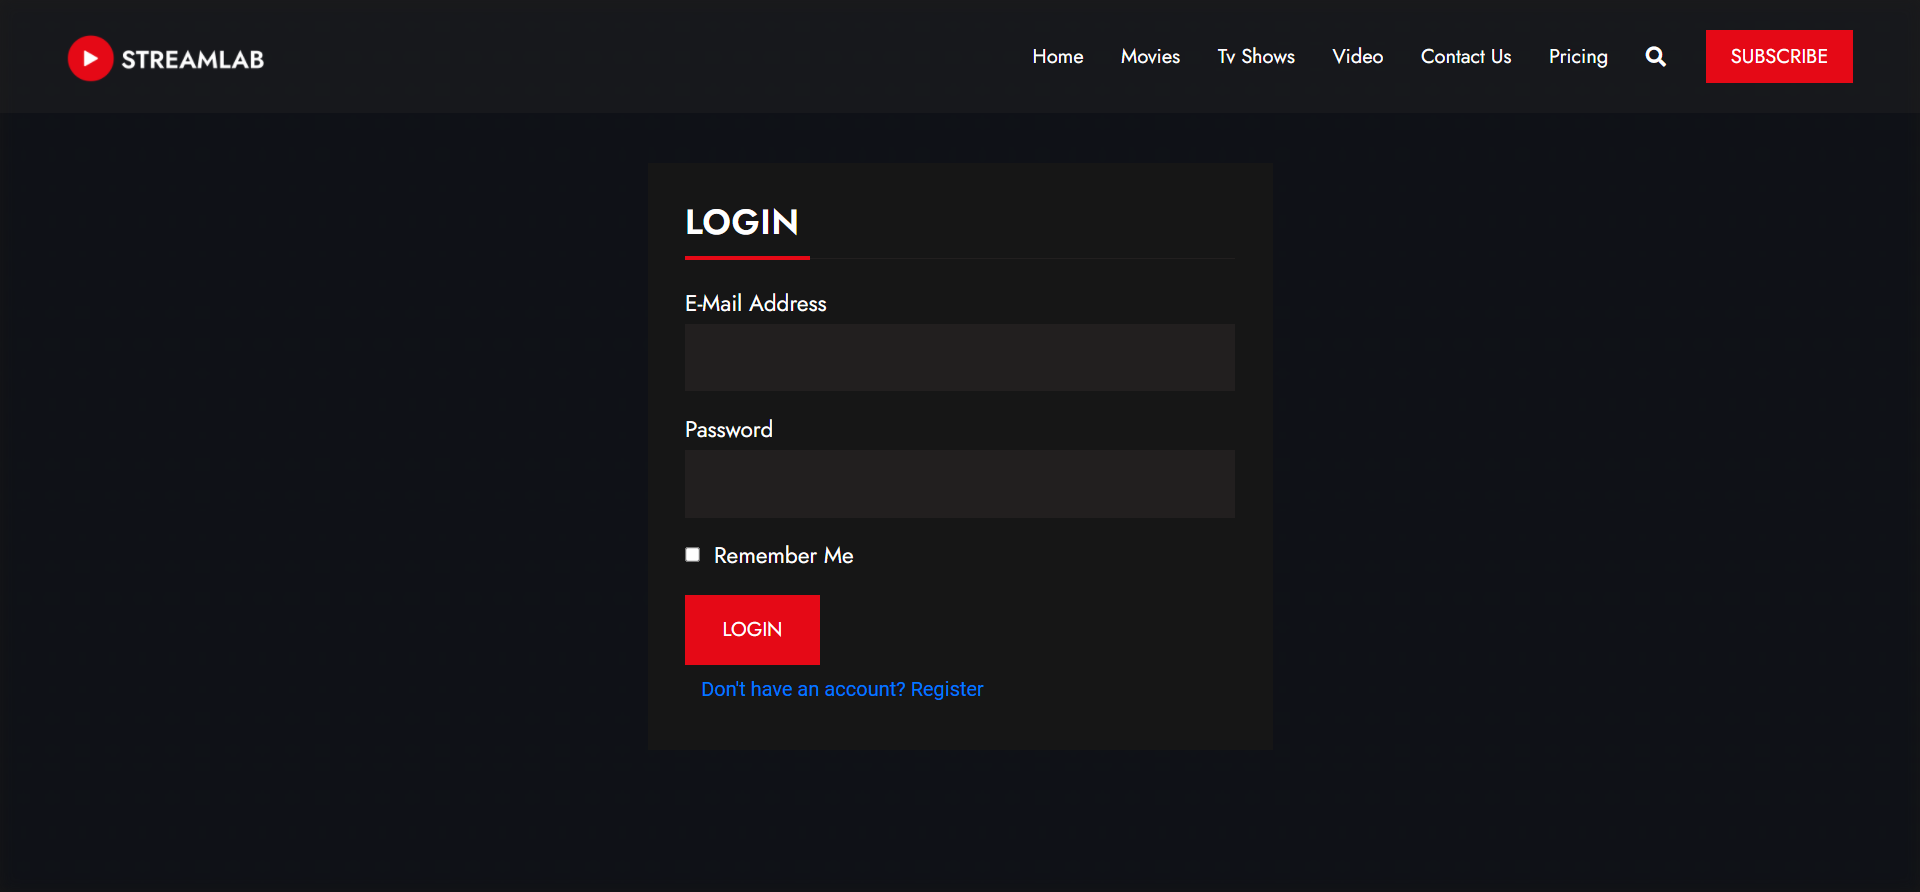 STREAMLAB
Home Movies Tv Shows Video Contact Us Pricing SUBSCRIBE
LOGIN
E-Mail Address
Password
Remember Me
LOGIN
Don't have an account? Register